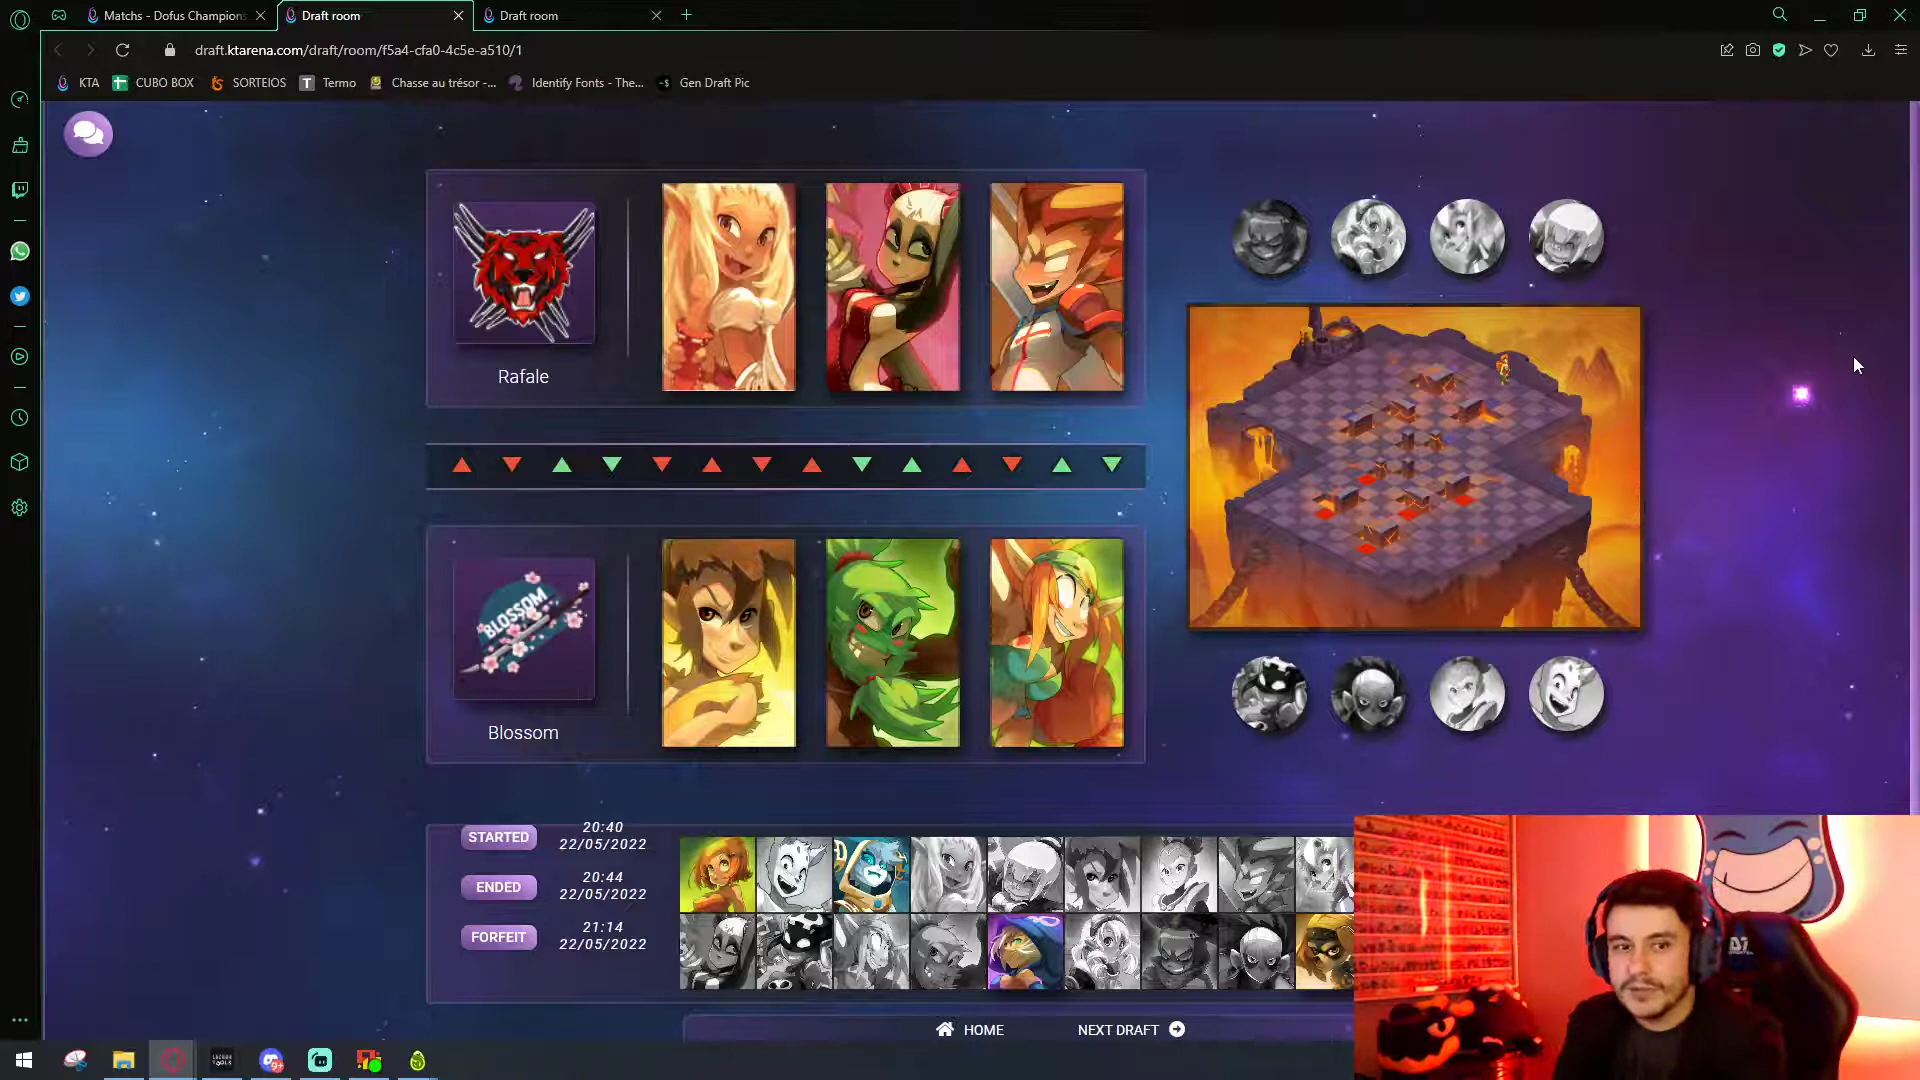 Matchs - Dofus Champions
Draft room
Draft room
draft.ktarena.com/draft/room/f5a4-cfa0-4c5e-a510/1
KTA
CUBO BOX
SORTEIOS
T
Termo
Chasse au trésor -...
Identify Fonts - The...
~$
Gen Draft Pic
Rafale
BLOSSOM
Blossom
STARTED
20:40
22/05/2022
ENDED
20:44
22/05/2022
FORFEIT
21:14
22/05/2022
HOME
NEXT DRAFT
9+